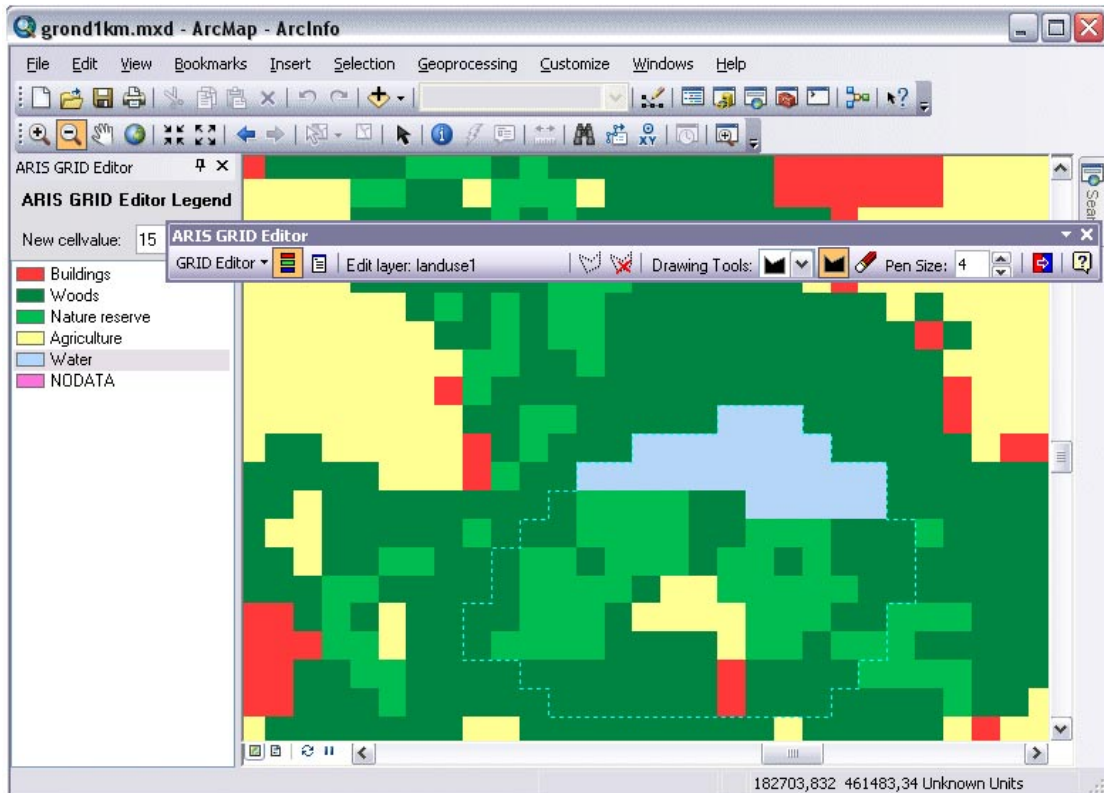 grond1km.mxd - ArcMap - ArcInfo
File Edit View Bookmarks Insert Selection Geoprocessing Customize Windows Help
XY
ARIS GRID Editor
ARIS GRID Editor Legend
New cellvalue: 15
ARIS GRID Editor
GRID Editor Edit layer: landuse1 Drawing Tools: Pen Size: 4
Buildings
Woods
Nature reserve
Agriculture
Water
NODATA
182703,832 461483,34 Unknown Units